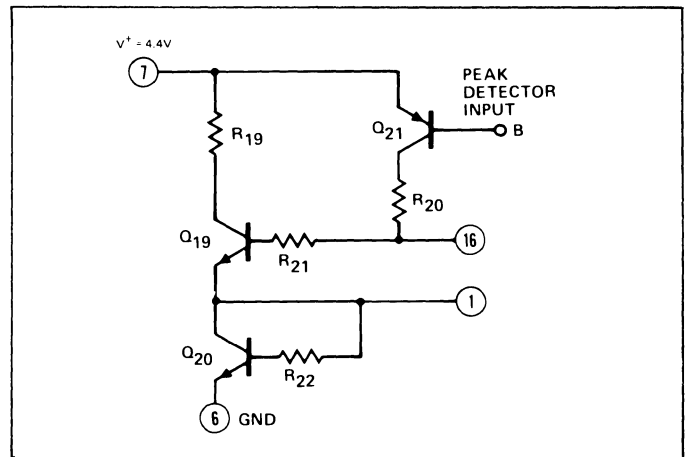 V+ = 4.4V
7
PEAK
DETECTOR
INPUT
R19
Q21
B
R20
Q19
R21
16
1
Q20
R22
6 GND